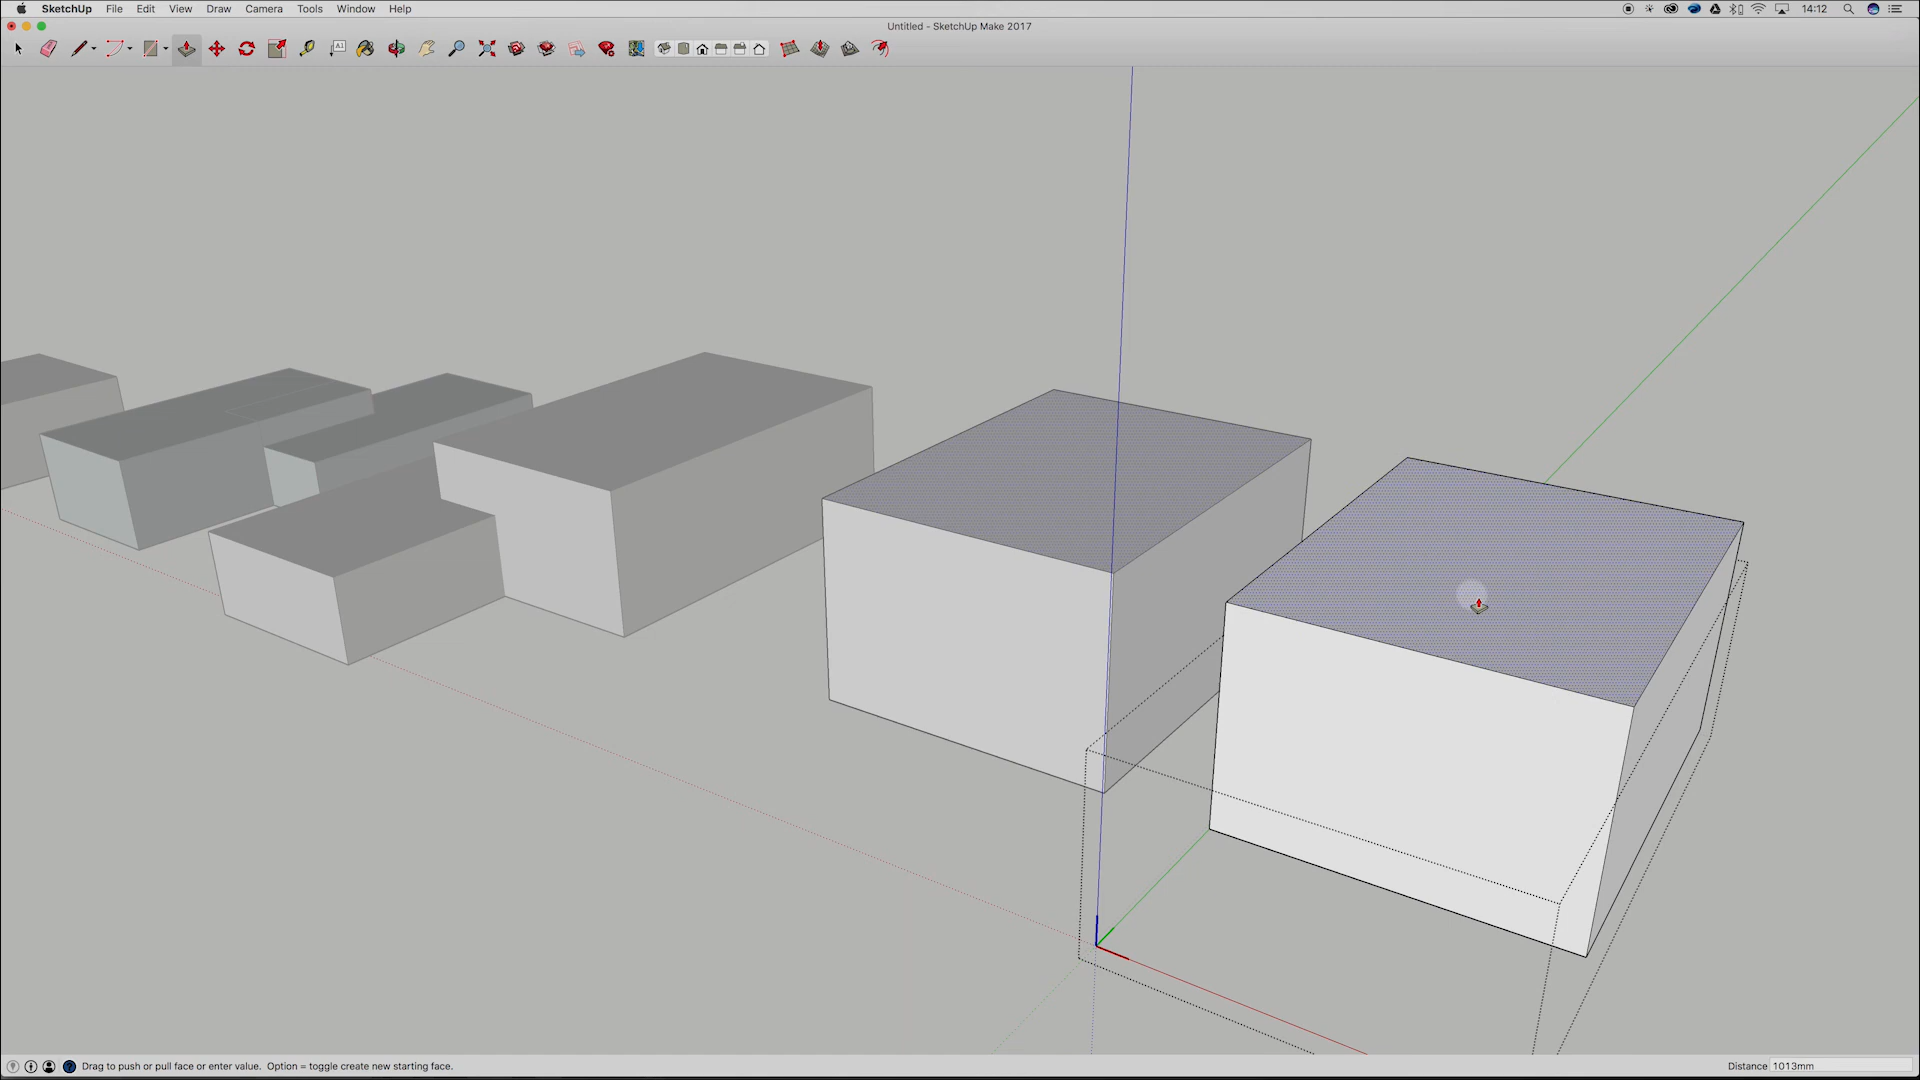 SketchUp File Edit View Draw Camera Tools Window Help 14:12
Untitled - SketchUp Make 2017
A1
Drag to push or pull face or enter value. Option = toggle create new starting face. Distance 1013mm